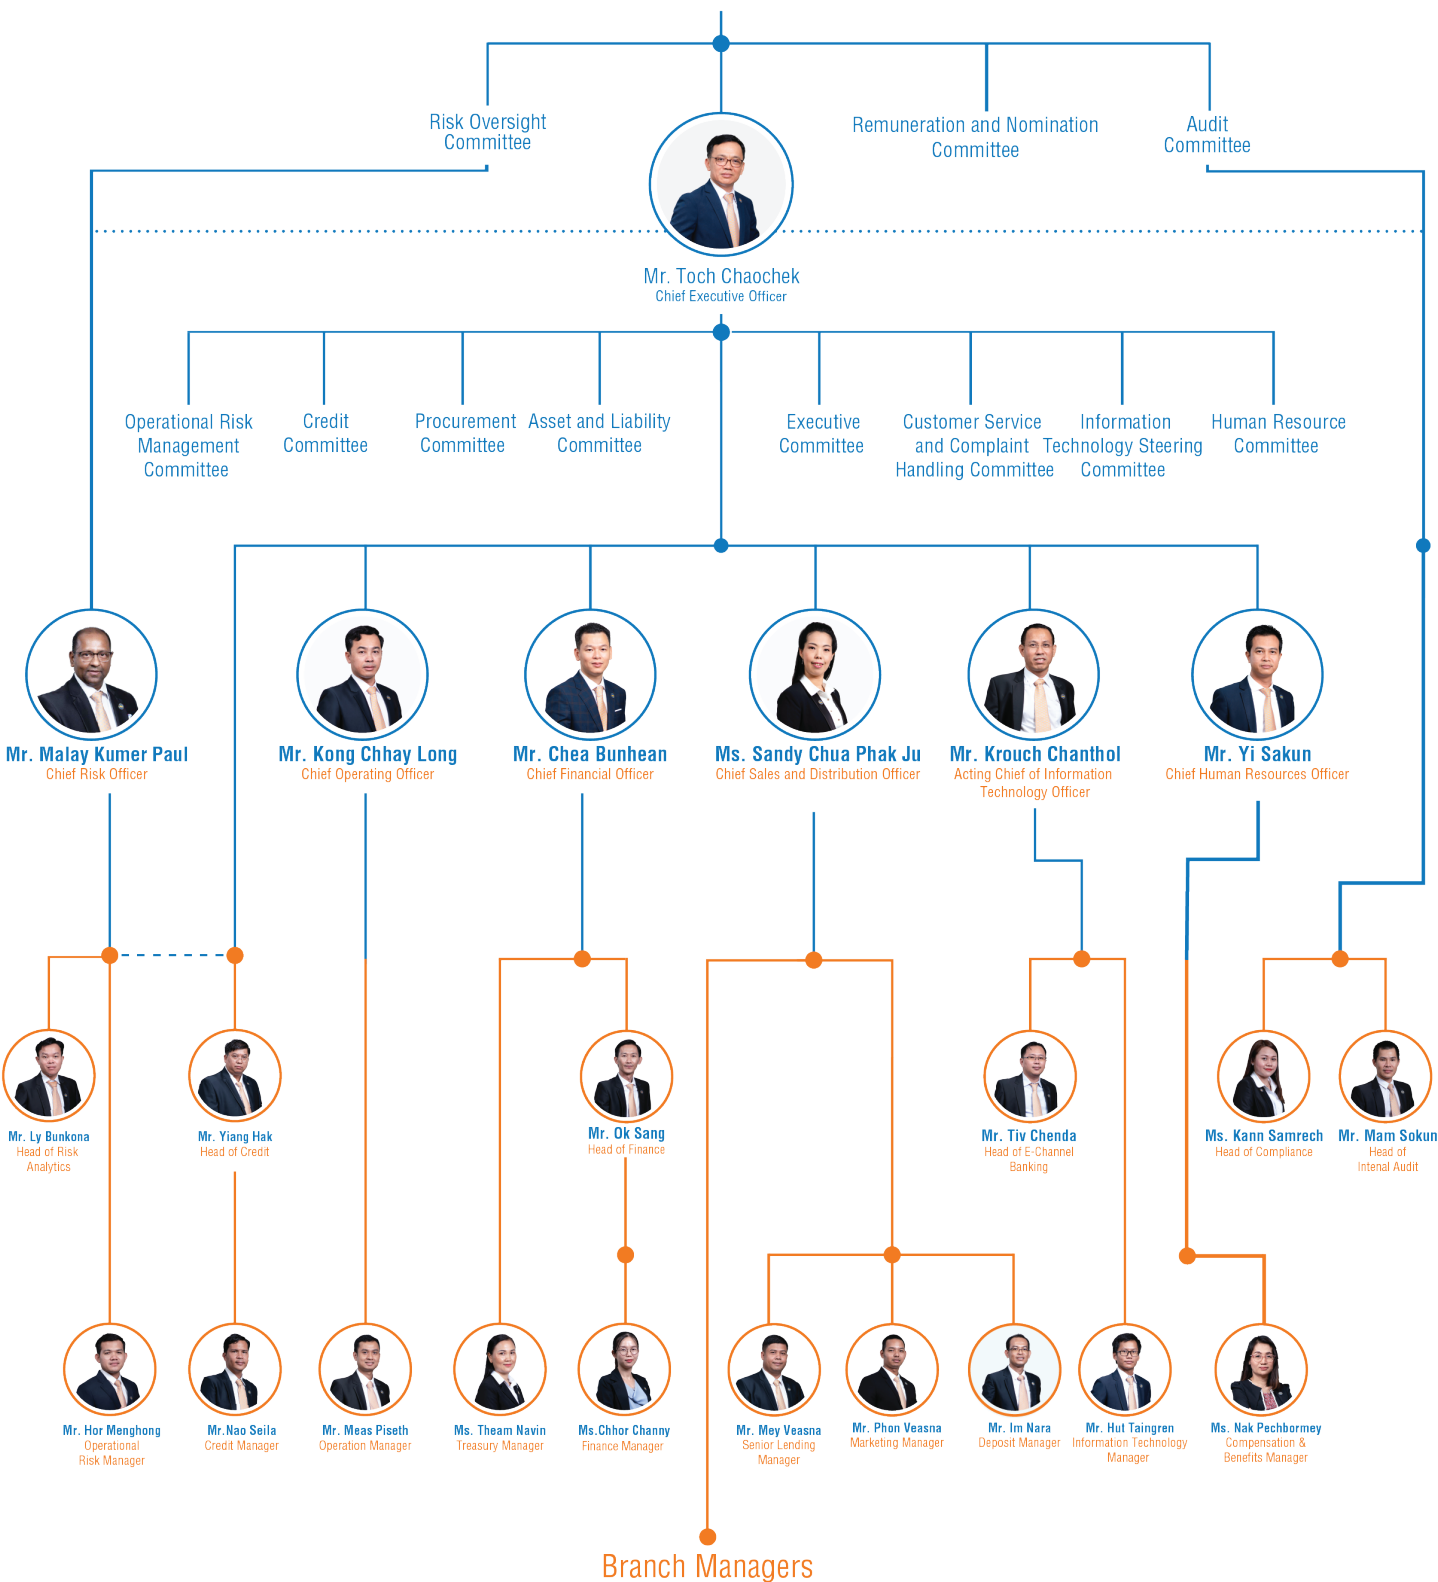 Risk Oversight
Committee
Remuneration and Nomination
Committee
Audit
Committee
Mr. Toch Chaochek
Chief Executive Officer
Operational Risk
Management
Committee
Credit
Committee
Procurement
Committee
Asset and Liability
Committee
Executive
Committee
Customer Service
and Complaint
Handling Committee
Information
Technology Steering
Committee
Human Resource
Committee
Mr. Malay Kumer Paul
Chief Risk Officer
Mr. Kong Chhay Long
Chief Operating Officer
Mr. Chea Bunhean
Chief Financial Officer
Ms. Sandy Chua Phak Ju
Chief Sales and Distribution Officer
Mr. Krouch Chanthol
Acting Chief of Information
Technology Officer
Mr. Yi Sakun
Chief Human Resources Officer
Mr. Ly Bunkona
Head of Risk
Analytics
Mr. Yiang Hak
Head of Credit
Mr. Ok Sang
Head of Finance
Mr. Tiv Chenda
Head of E-Channel
Banking
Ms. Kann Samrech
Head of Compliance
Mr. Mam Sokun
Head of
Intenal Audit
Mr. Hor Menghong
Operational
Risk Manager
Mr.Nao Seila
Credit Manager
Mr. Meas Piseth
Operation Manager
Ms. Theam Navin
Treasury Manager
Ms.Chhor Channy
Finance Manager
Mr. Mey Veasna
Senior Lending
Manager
Mr. Phon Veasna
Marketing Manager
Mr. Im Nara
Deposit Manager
Mr. Hut Taingren
Information Technology
Manager
Ms. Nak Pechbormey
Compensation &
Benefits Manager
Branch Managers